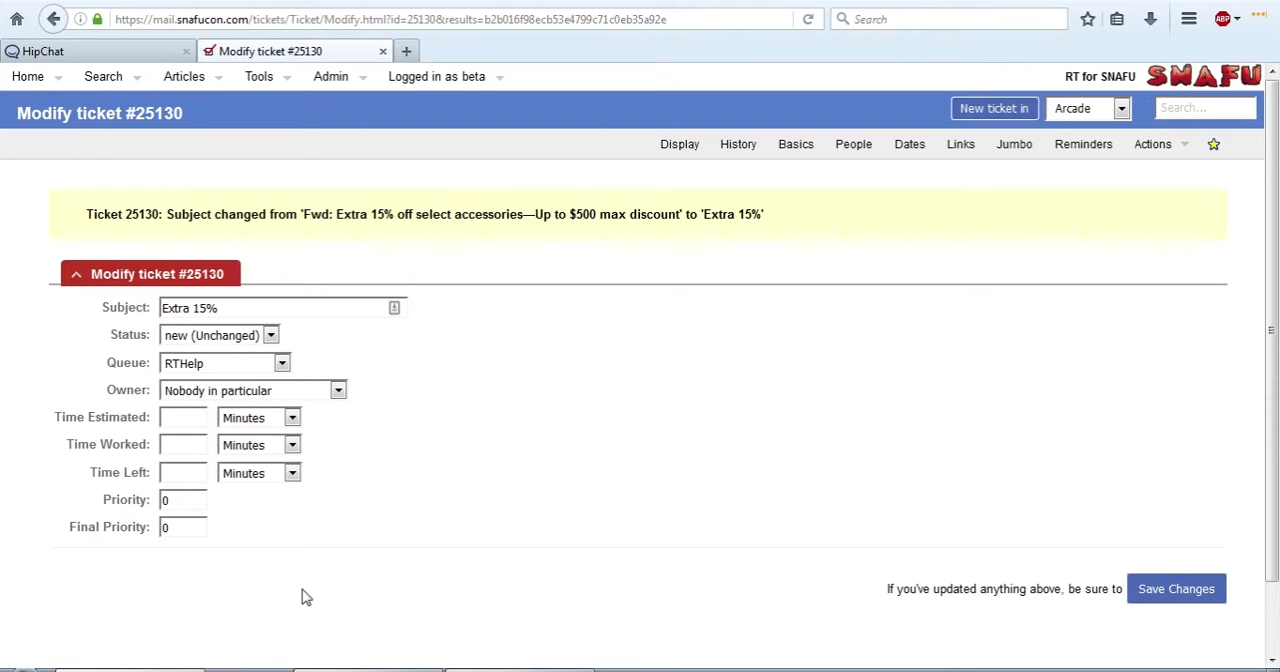 https://mail.snafucon.com/tickets/Ticket/Modify.html?id=25130&results=b2b016f98ecb53e4799c71c0eb35a92e
Search
ABP
HipChat
Modify ticket #25130
Home
Search
Articles
Tools
Admin
Logged in as beta
RT for SNAFU
SNAFU
Modify ticket #25130
New ticket in
Arcade
Search...
Display
History
Basics
People
Dates
Links
Jumbo
Reminders
Actions
Ticket 25130: Subject changed from 'Fwd: Extra 15% off select accessories—Up to $500 max discount' to 'Extra 15%'
Modify ticket #25130
Subject: Extra 15%
Status: new (Unchanged)
Queue: RTHelp
Owner: Nobody in particular
Time Estimated: Minutes
Time Worked: Minutes
Time Left: Minutes
Priority: 0
Final Priority: 0
If you've updated anything above, be sure to Save Changes